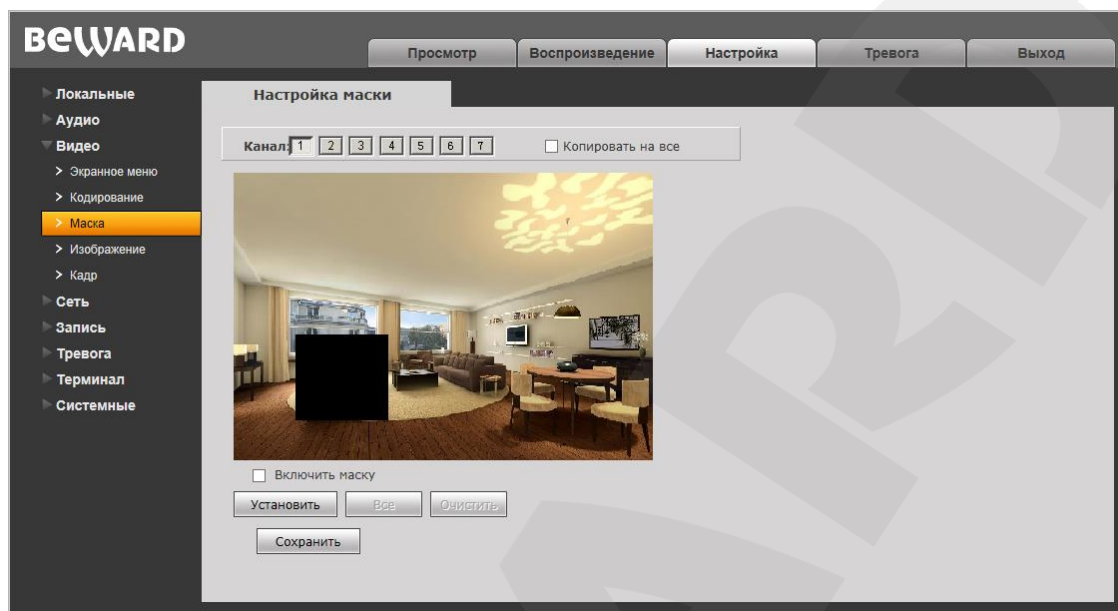 BEWARD
Просмотр Воспроизведение Настройка Тревога Выход
Локальные
Аудио
Видео
Экранное меню
Кодирование
Маска
Изображение
Кадр
Сеть
Запись
Тревога
Терминал
Системные
Настройка маски
Канал: 1 2 3 4 5 6 7 Копировать на все
Включить маску
Установить Все Очистить
Сохранить